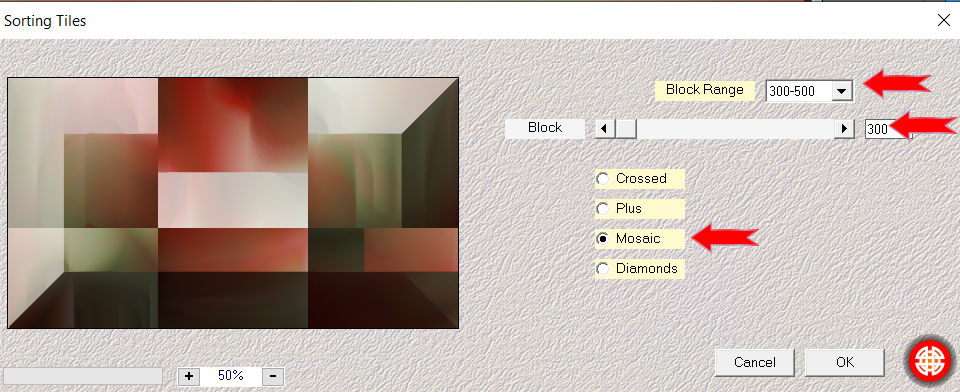 Sorting Tiles
Block Range 300-500
Block 300
Crossed
Plus
Mosaic
Diamonds
+ 50% -
Cancel OK